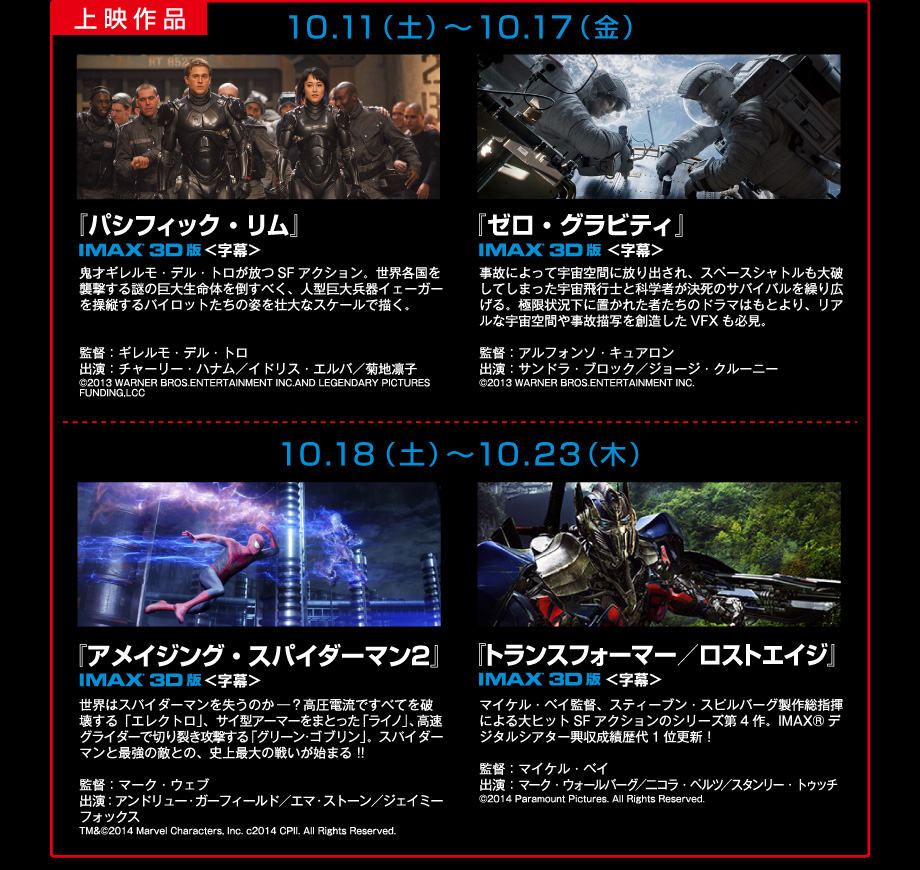 上映作品
10.11（土）～10.17（金）
『パシフィック・リム』
IMAX® 3D 版 ＜字幕＞
鬼才ギレルモ・デル・トロが放つ SF アクション。世界各国を
襲撃する謎の巨大生命体を倒すべく、人型巨大兵器イェーガー
を操縦するパイロットたちの姿を壮大なスケールで描く。
監督：ギレルモ・デル・トロ
出演：チャーリー・ハナム／イドリス・エルバ／菊地凛子
©2013 WARNER BROS.ENTERTAINMENT INC.AND LEGENDARY PICTURES
FUNDING,LCC
『ゼロ・グラビティ』
IMAX® 3D 版 ＜字幕＞
事故によって宇宙空間に放り出され、スペースシャトルも大破
してしまった宇宙飛行士と科学者が決死のサバイバルを繰り広
げる。極限状況下に置かれた者たちのドラマはもとより、リア
ルな宇宙空間や事故描写を創造した VFX も必見。
監督：アルフォンソ・キュアロン
出演：サンドラ・ブロック／ジョージ・クルーニー
©2013 WARNER BROS.ENTERTAINMENT INC.
10.18（土）～10.23（木）
『アメイジング・スパイダーマン2』
IMAX® 3D 版 ＜字幕＞
世界はスパイダーマンを失うのか―？高圧電流ですべてを破
壊する「エレクトロ」、サイ型アーマーをまとった「ライノ」、高速
グライダーで切り裂き攻撃する「グリーン・ゴブリン」。スパイダー
マンと最強の敵との、史上最大の戦いが始まる !!
監督：マーク・ウェブ
出演：アンドリュー・ガーフィールド／エマ・ストーン／ジェイミー
フォックス
TM&©2014 Marvel Characters, Inc. c2014 CPII. All Rights Reserved.
『トランスフォーマー／ロストエイジ』
IMAX® 3D 版 ＜字幕＞
マイケル・ベイ監督、スティーブン・スピルバーグ製作総指揮
による大ヒット SF アクションのシリーズ第 4 作。IMAX® デ
ジタルシアター興収成績歴代 1 位更新！
監督：マイケル・ベイ
出演：マーク・ウォールバーグ／ニコラ・ペルツ／スタンリー・トゥッチ
©2014 Paramount Pictures. All Rights Reserved.